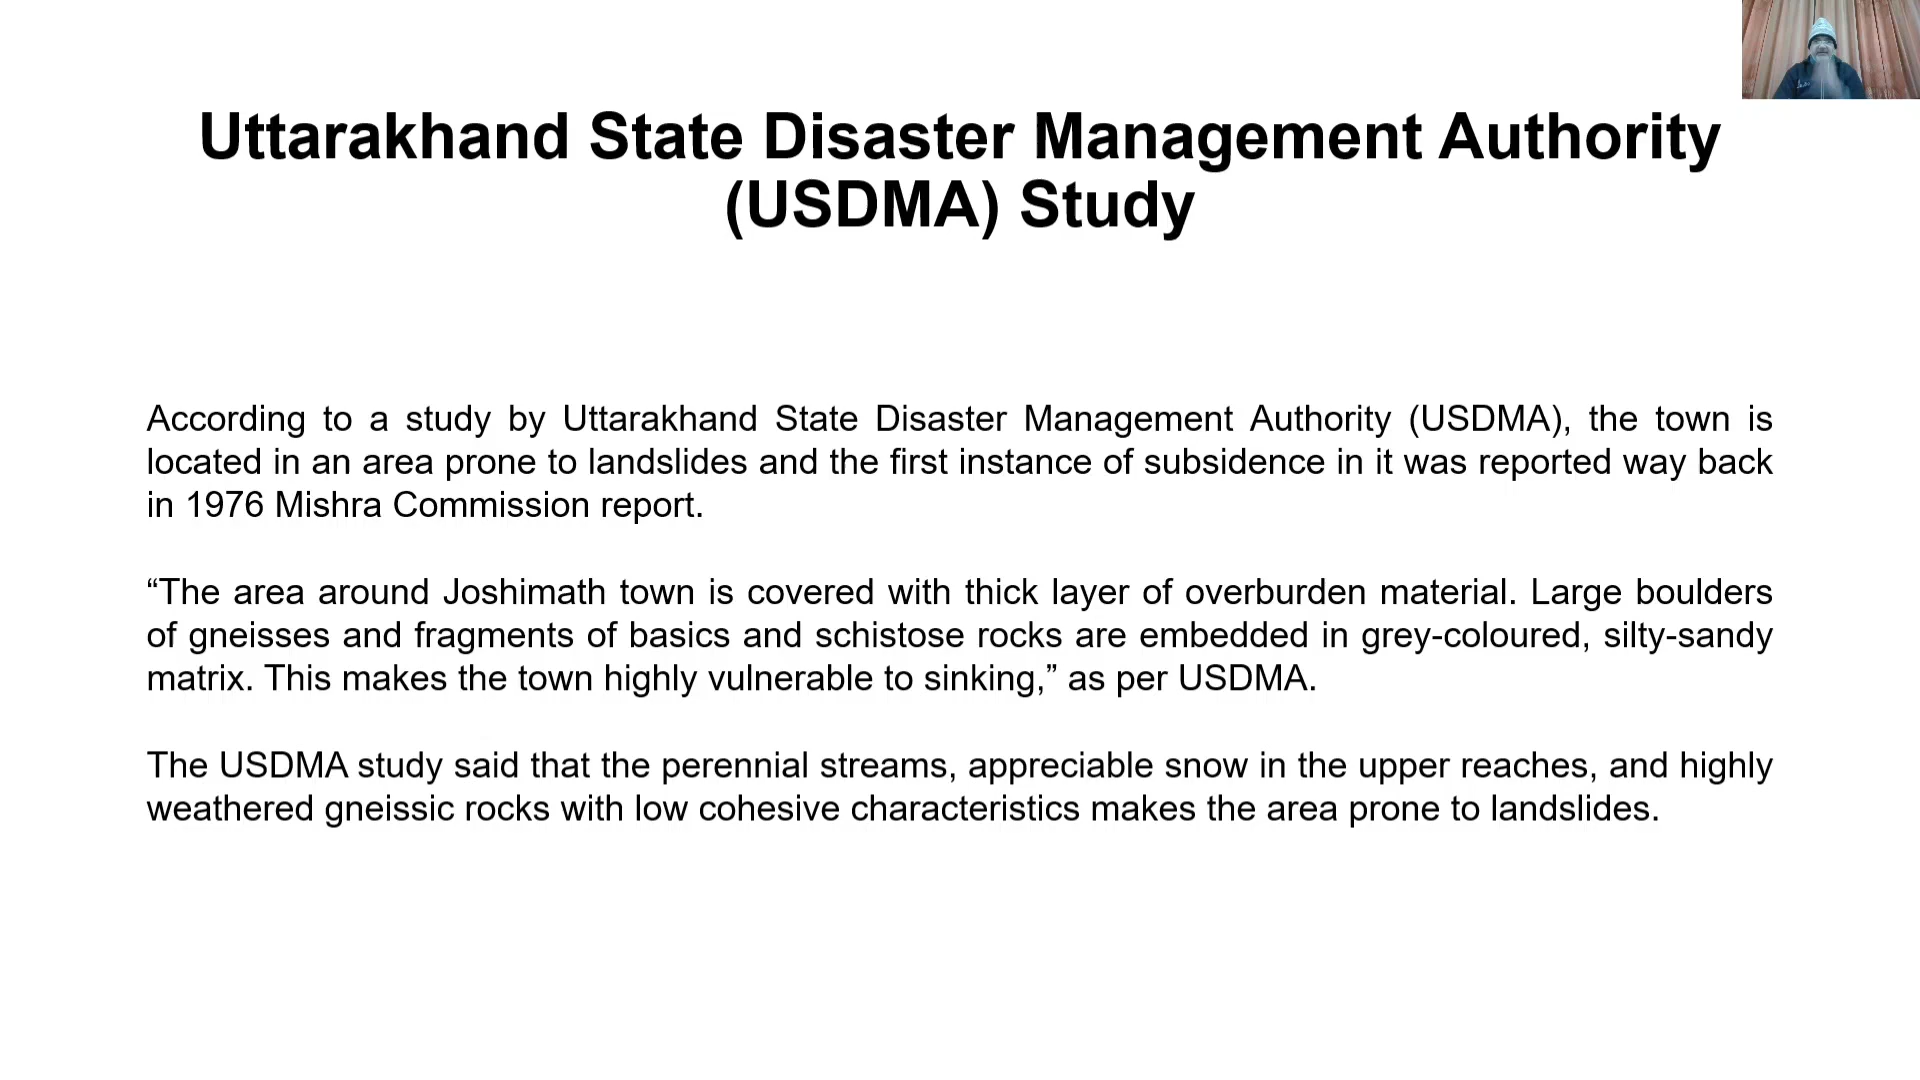 Uttarakhand State Disaster Management Authority
(USDMA) Study
According to a study by Uttarakhand State Disaster Management Authority (USDMA), the town is
located in an area prone to landslides and the first instance of subsidence in it was reported way back
in 1976 Mishra Commission report.
“The area around Joshimath town is covered with thick layer of overburden material. Large boulders
of gneisses and fragments of basics and schistose rocks are embedded in grey-coloured, silty-sandy
matrix. This makes the town highly vulnerable to sinking,” as per USDMA.
The USDMA study said that the perennial streams, appreciable snow in the upper reaches, and highly
weathered gneissic rocks with low cohesive characteristics makes the area prone to landslides.